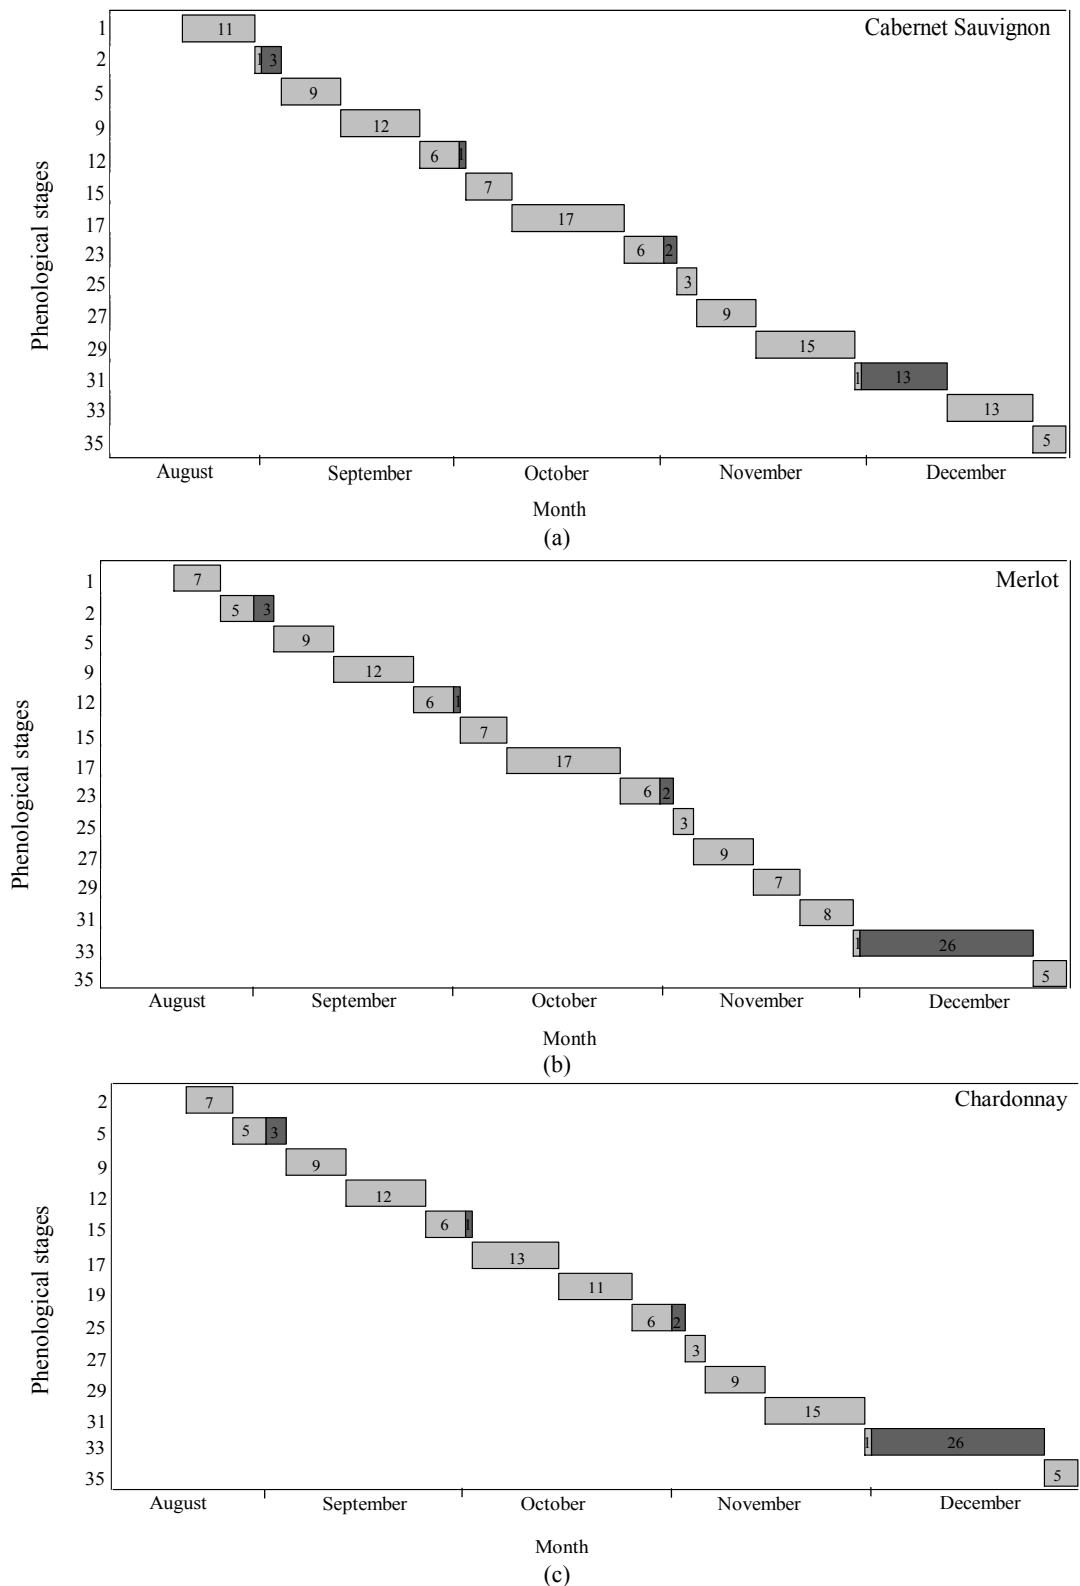 Cabernet Sauvignon
Phenological stages
1 11
2 1 3
5 9
9 12
12 6 1
15 7
17 17
23 6 2
25 3
27 9
29 15
31 1 13
33 13
35 5
August September October November December
Month
(a)
Merlot
Phenological stages
1 7
2 5 3
5 9
9 12
12 6 1
15 7
17 17
23 6 2
25 3
27 9
29 7
31 8
33 1 26
35 5
August September October November December
Month
(b)
Chardonnay
Phenological stages
2 7
5 5 3
9 9
12 12
15 6 1
17 13
19 11
25 6 2
27 3
29 9
31 15
33 1 26
35 5
August September October November December
Month
(c)